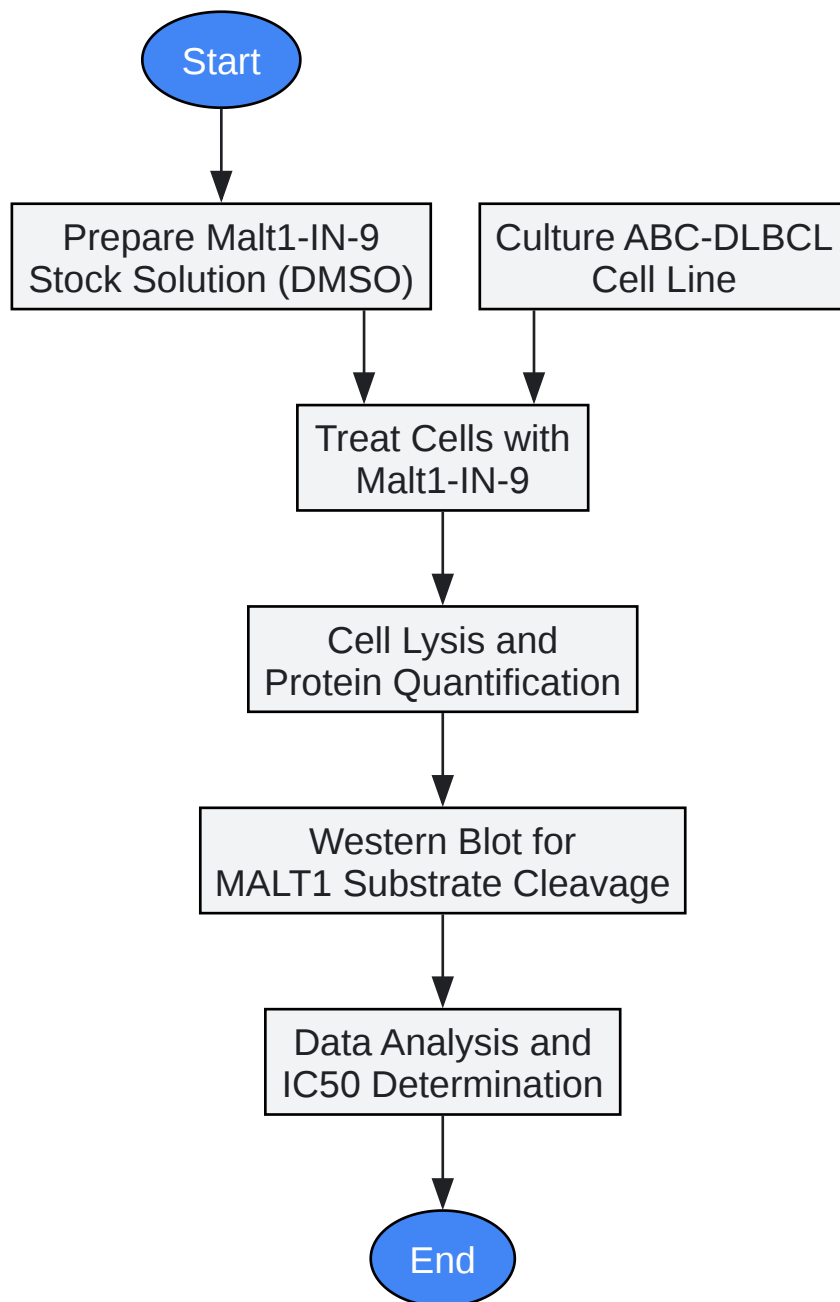 Start
Prepare Malt1-IN-9
Stock Solution (DMSO)
Culture ABC-DLBCL
Cell Line
Treat Cells with
Malt1-IN-9
Cell Lysis and
Protein Quantification
Western Blot for
MALT1 Substrate Cleavage
Data Analysis and
IC50 Determination
End